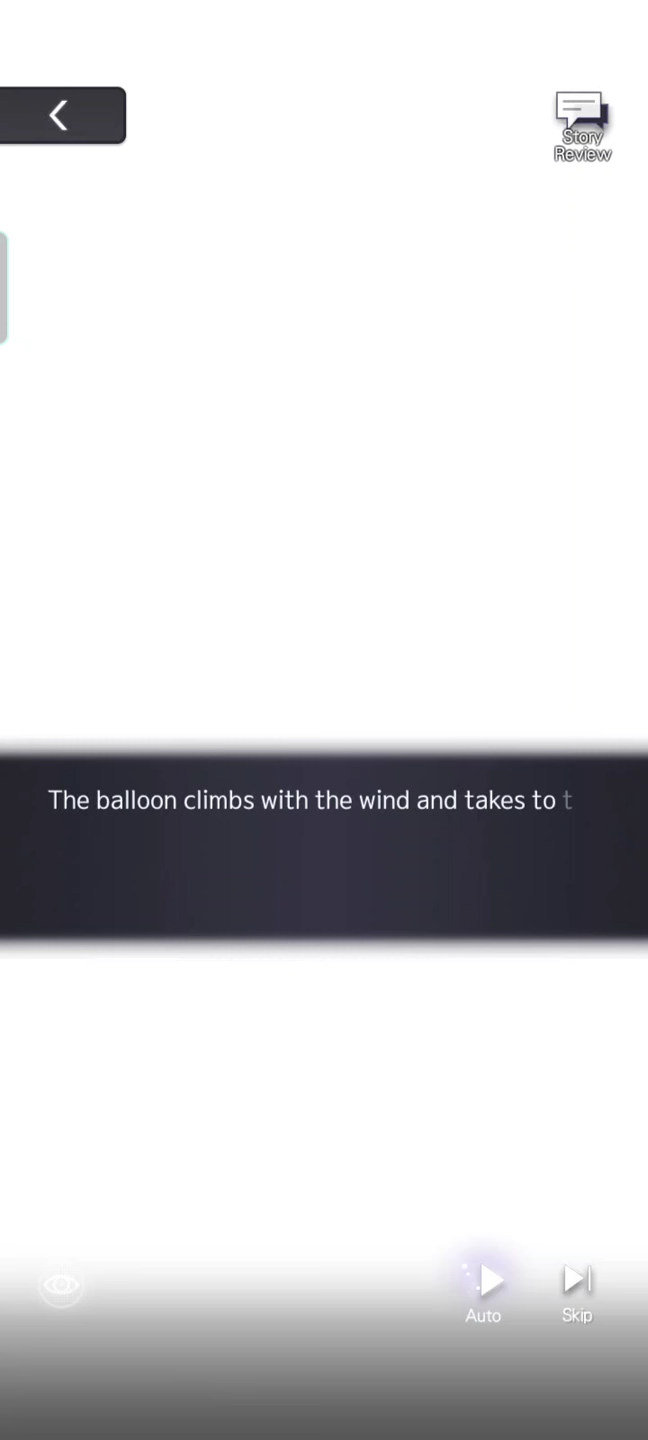 Story
Review
The balloon climbs with the wind and takes to t
Auto
Skip